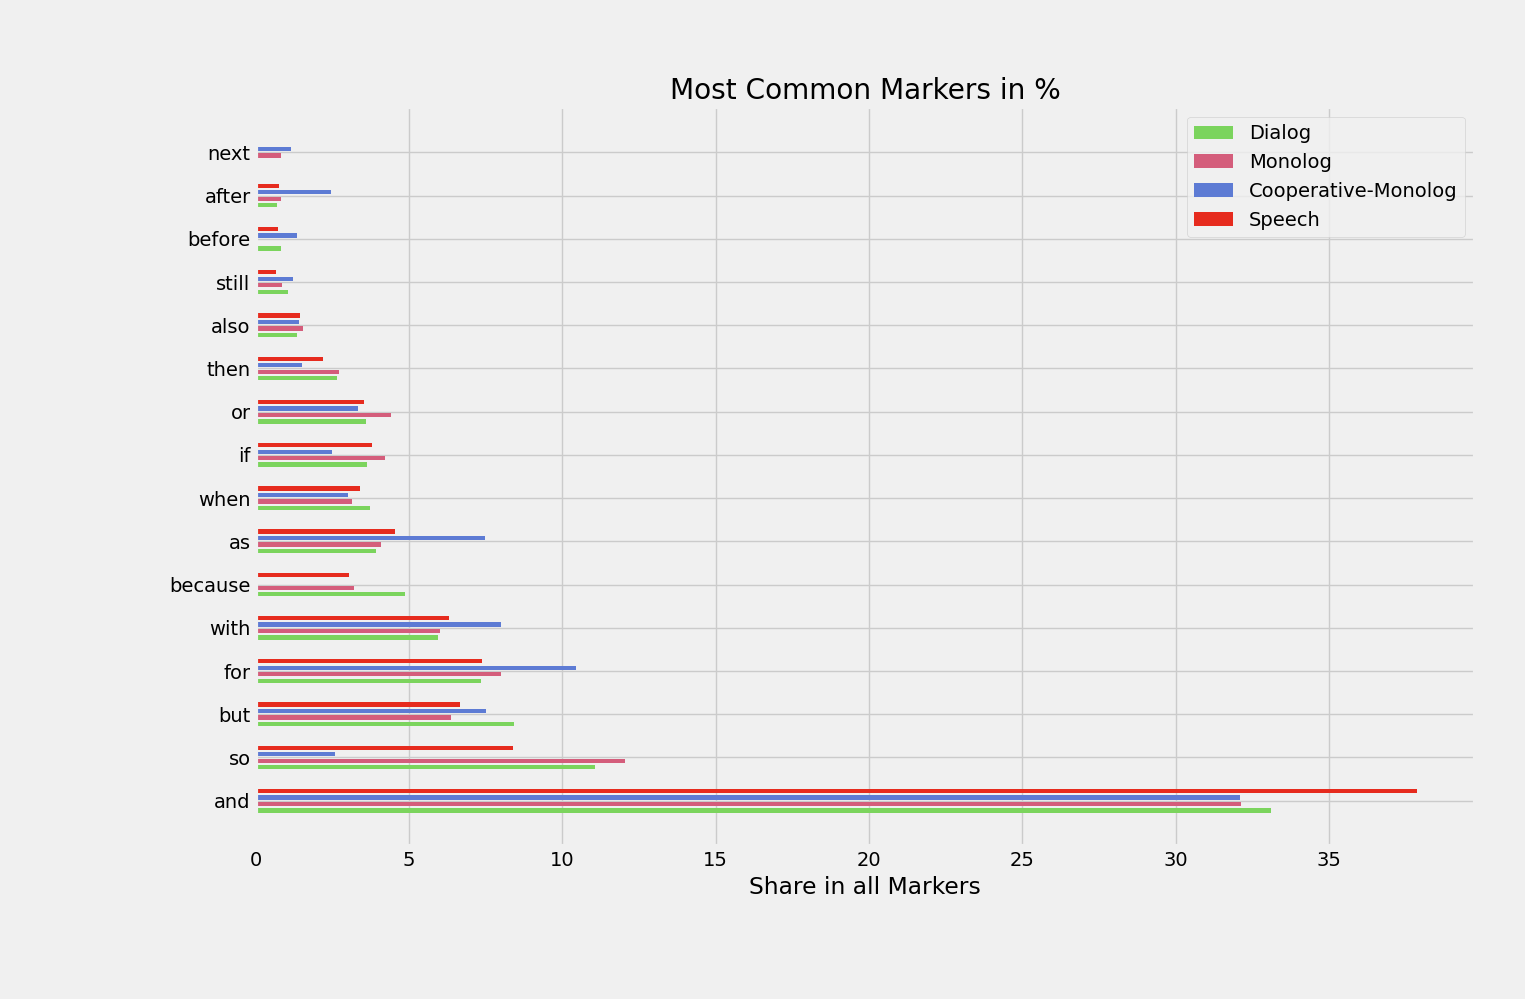 Most Common Markers in %
Dialog
Monolog
Cooperative-Monolog
Speech
next
after
before
still
also
then
or
if
when
as
because
with
for
but
so
and
0 5 10 15 20 25 30 35
Share in all Markers